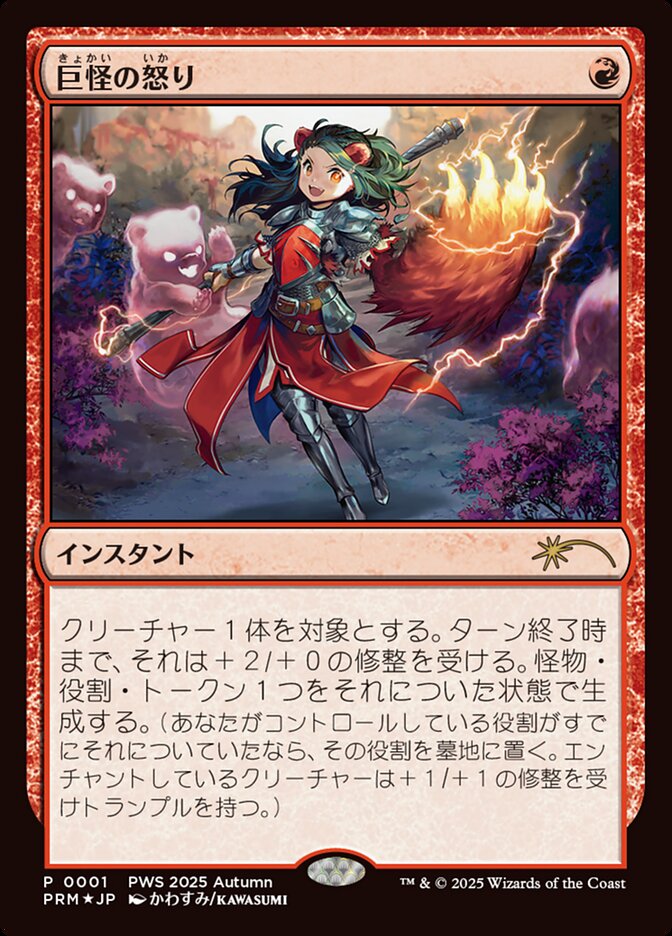 きょかい いか
巨怪の怒り
インスタント
クリーチャー1体を対象とする。ターン終了時
まで、それは+2/+0の修整を受ける。怪物・
役割・トークン1つをそれについた状態で生
成する。(あなたがコントロールしている役割がすで
にそれについていたなら、その役割を墓地に置く。エン
チャントしているクリーチャーは+1/+1の修整を受
けトランプルを持つ。)
P 0001 PWS 2025 Autumn
PRM★JP かわすみ/KAWASUMI
™ & © 2025 Wizards of the Coast